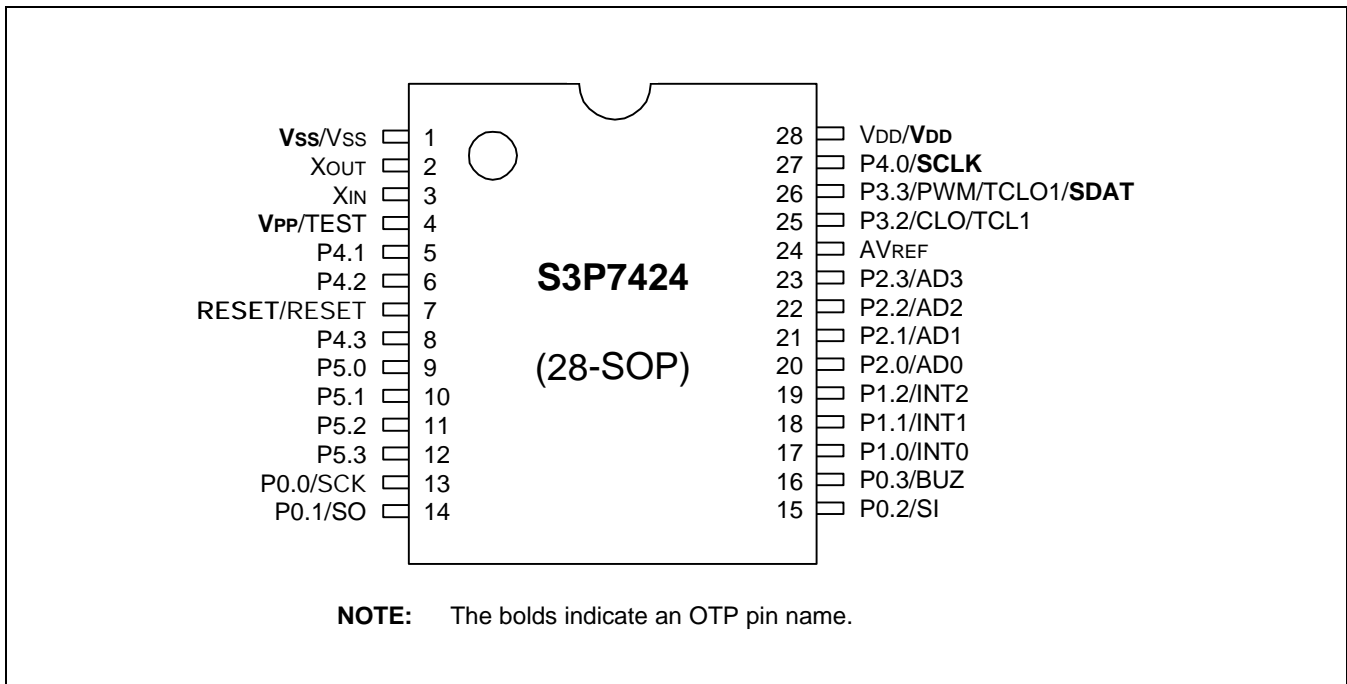 VSS/VSS 1
XOUT 2
XIN 3
VPP/TEST 4
P4.1 5
P4.2 6
RESET/RESET 7
P4.3 8
P5.0 9
P5.1 10
P5.2 11
P5.3 12
P0.0/SCK 13
P0.1/SO 14
S3P7424
(28-SOP)
28 VDD/VDD
27 P4.0/SCLK
26 P3.3/PWM/TCLO1/SDAT
25 P3.2/CLO/TCL1
24 AVREF
23 P2.3/AD3
22 P2.2/AD2
21 P2.1/AD1
20 P2.0/AD0
19 P1.2/INT2
18 P1.1/INT1
17 P1.0/INT0
16 P0.3/BUZ
15 P0.2/SI
NOTE: The bolds indicate an OTP pin name.